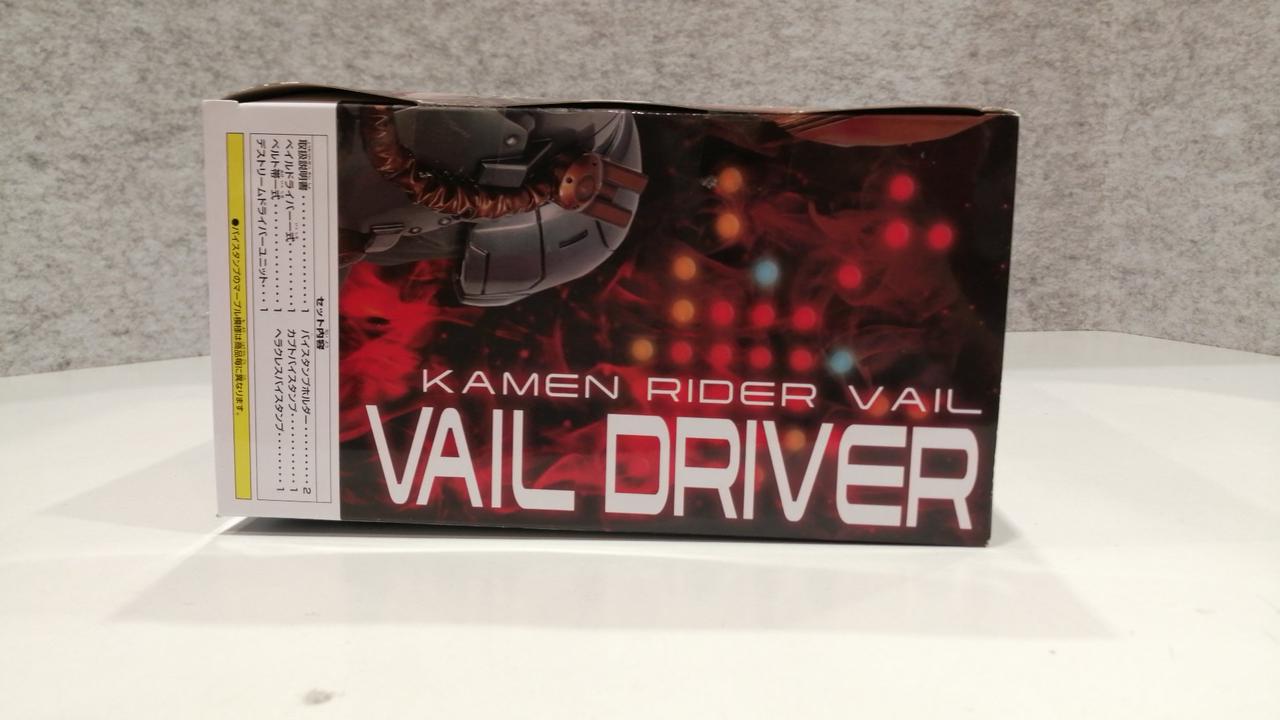 KAMEN RIDER VAIL
VAIL DRIVER
セット内容
取扱説明書‥‥‥‥‥‥1
ベイルドライバー一式‥‥‥‥1
ベルト帯一式‥‥‥‥‥‥1
デストリームドライバーユニット‥‥1
バイスタンプホルダー‥‥‥‥2
カブトバイスタンプ‥‥‥‥1
ヘラクレスバイスタンプ‥‥‥‥1
●バイスタンプのマーブル模様は商品毎に異なります。